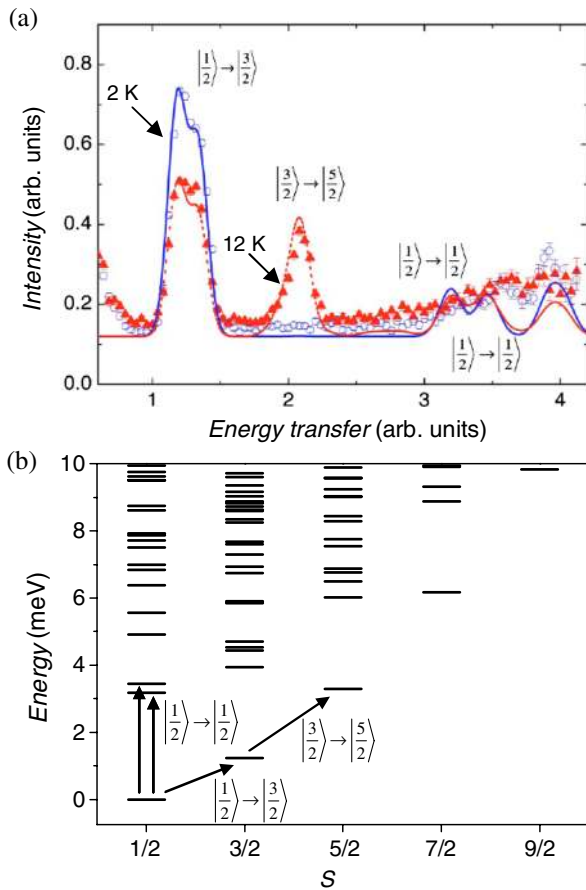 (a)
Intensity (arb. units)
0.8
0.6
0.4
0.2
0.0
|1/2⟩→|3/2⟩
2 K
|3/2⟩→|5/2⟩
12 K
|1/2⟩→|1/2⟩
|1/2⟩→|1/2⟩
1 2 3 4
Energy transfer (arb. units)
(b)
Energy (meV)
10
8
6
4
2
0
|1/2⟩→|1/2⟩
|3/2⟩→|5/2⟩
|1/2⟩→|3/2⟩
1/2 3/2 5/2 7/2 9/2
S